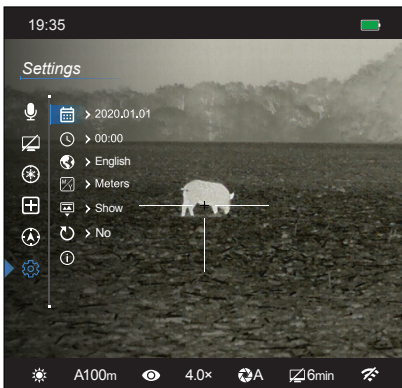 19:35
Settings
2020.01.01
00:00
English
M/Y Meters
Show
No
A100m 4.0× A 6min